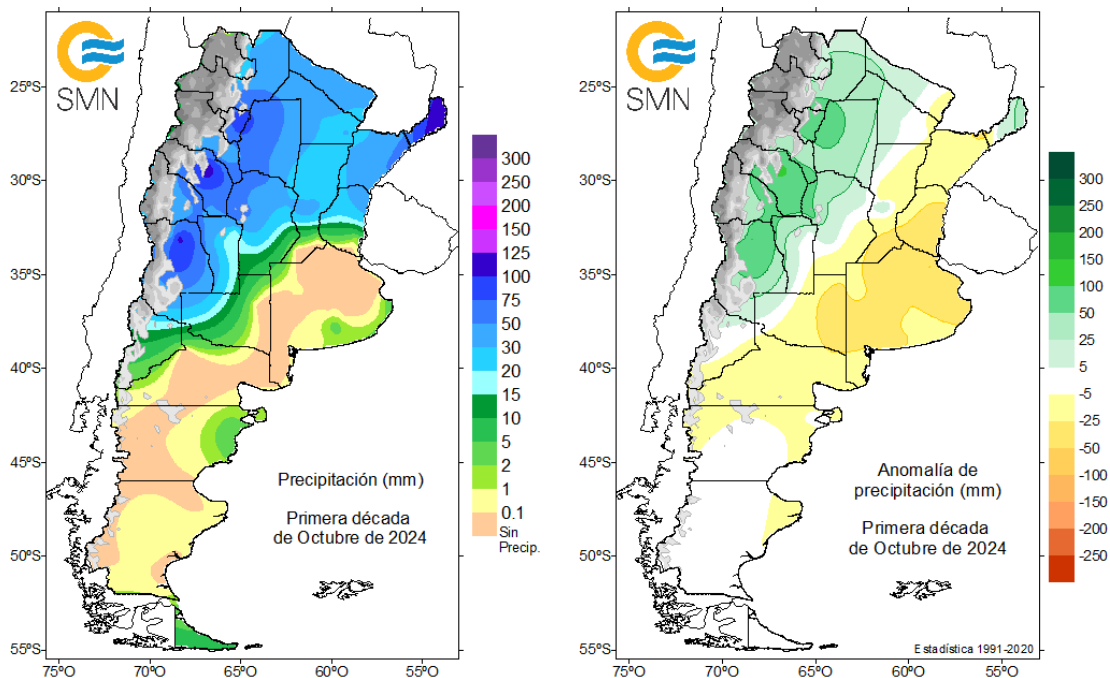 SMN
25ºS
30ºS
35ºS
40ºS
45ºS
50ºS
55ºS
75ºO
70ºO
65ºO
60ºO
55ºO
300
250
200
150
125
100
75
50
30
20
15
10
5
2
1
0.1
Sin
Precip.
Precipitación (mm)
Primera década
de Octubre de 2024
SMN
25ºS
30ºS
35ºS
40ºS
45ºS
50ºS
55ºS
75ºO
70ºO
65ºO
60ºO
55ºO
300
200
150
100
50
25
5
-5
-25
-50
-100
-150
-200
-250
Anomalía de
precipitación (mm)
Primera década
de Octubre de 2024
Estadística 1991-2020